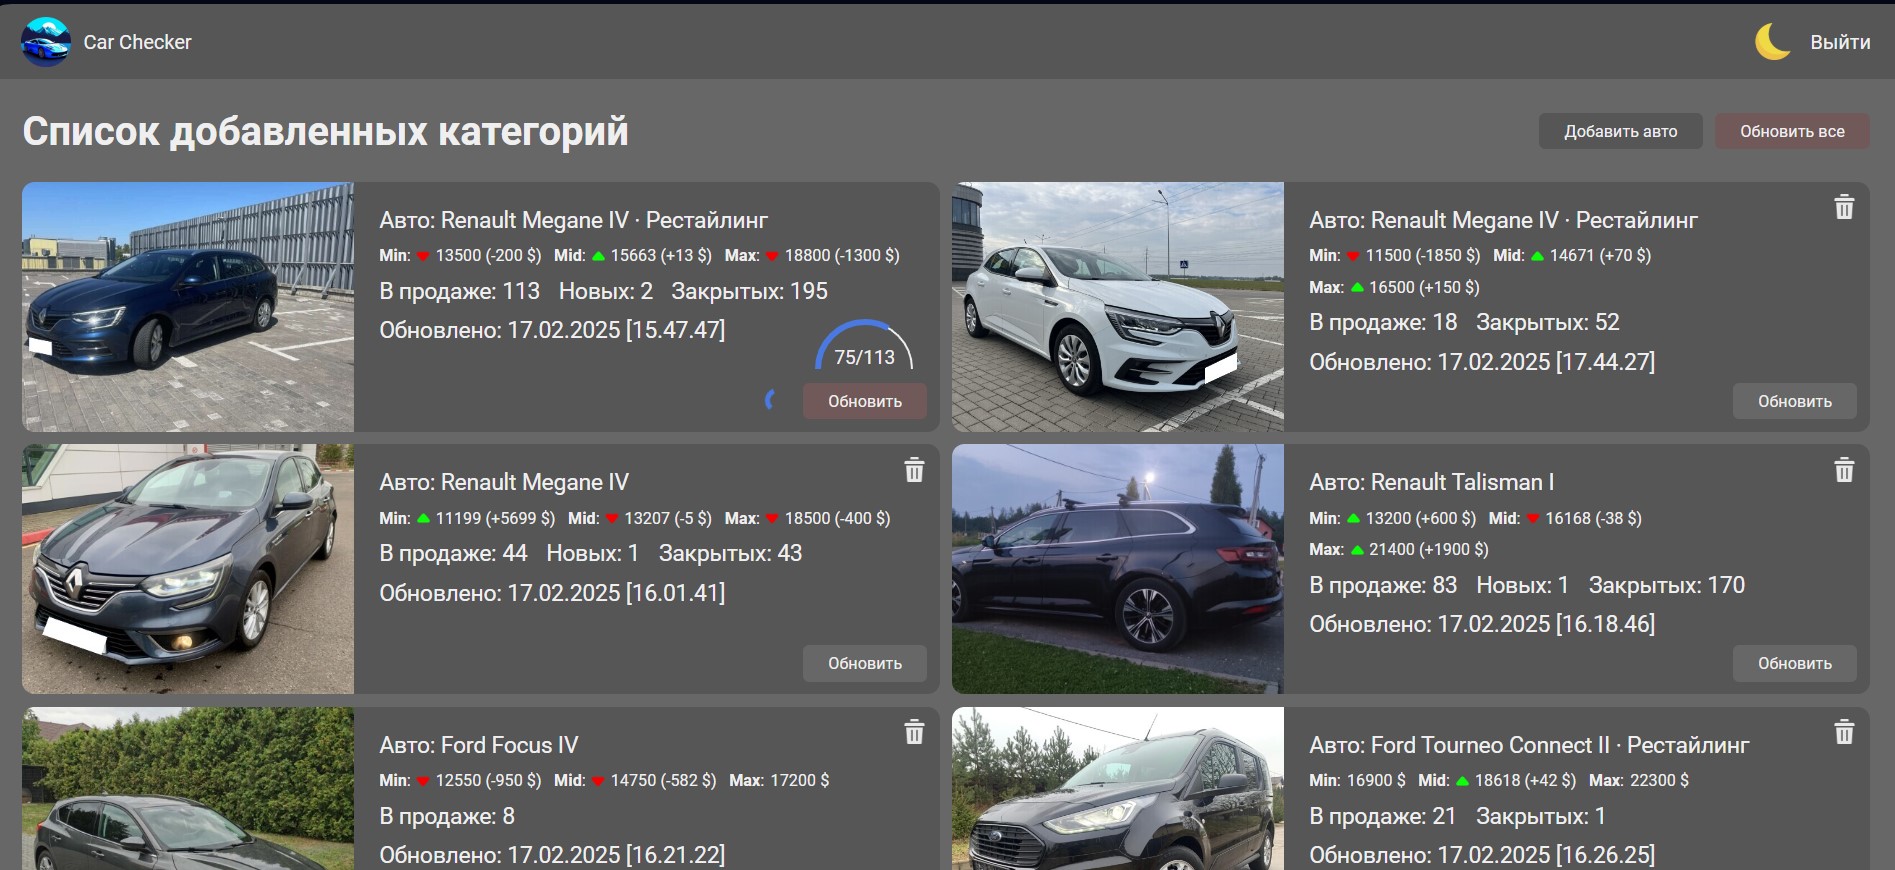 Car Checker
Выйти
Список добавленных категорий
Добавить авто
Обновить все
Авто: Renault Megane IV · Рестайлинг
Min: 13500 (-200 $) Mid: 15663 (+13 $) Max: 18800 (-1300 $)
В продаже: 113 Новых: 2 Закрытых: 195
Обновлено: 17.02.2025 [15.47.47]
75/113
Обновить
Авто: Renault Megane IV · Рестайлинг
Min: 11500 (-1850 $) Mid: 14671 (+70 $)
Max: 16500 (+150 $)
В продаже: 18 Закрытых: 52
Обновлено: 17.02.2025 [17.44.27]
Обновить
Авто: Renault Megane IV
Min: 11199 (+5699 $) Mid: 13207 (-5 $) Max: 18500 (-400 $)
В продаже: 44 Новых: 1 Закрытых: 43
Обновлено: 17.02.2025 [16.01.41]
Обновить
Авто: Renault Talisman I
Min: 13200 (+600 $) Mid: 16168 (-38 $)
Max: 21400 (+1900 $)
В продаже: 83 Новых: 1 Закрытых: 170
Обновлено: 17.02.2025 [16.18.46]
Обновить
Авто: Ford Focus IV
Min: 12550 (-950 $) Mid: 14750 (-582 $) Max: 17200 $
В продаже: 8
Обновлено: 17.02.2025 [16.21.22]
Авто: Ford Tourneo Connect II · Рестайлинг
Min: 16900 $ Mid: 18618 (+42 $) Max: 22300 $
В продаже: 21 Закрытых: 1
Обновлено: 17.02.2025 [16.26.25]